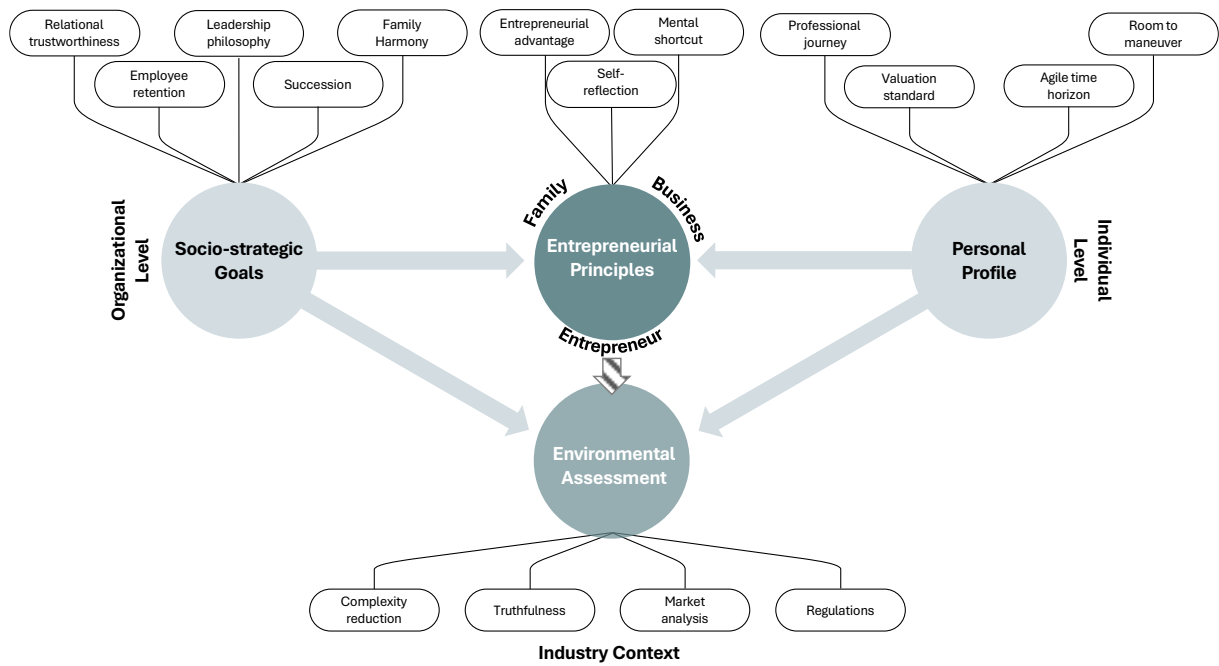 Relational
trustworthiness
Leadership
philosophy
Family
Harmony
Entrepreneurial
advantage
Mental
shortcut
Professional
journey
Room to
maneuver
Employee
retention
Succession
Self-
reflection
Valuation
standard
Agile time
horizon
Organizational
Level
Socio-strategic
Goals
Family
Business
Entrepreneurial
Principles
Entrepreneur
Personal
Profile
Individual
Level
Environmental
Assessment
Complexity
reduction
Truthfulness
Market
analysis
Regulations
Industry Context